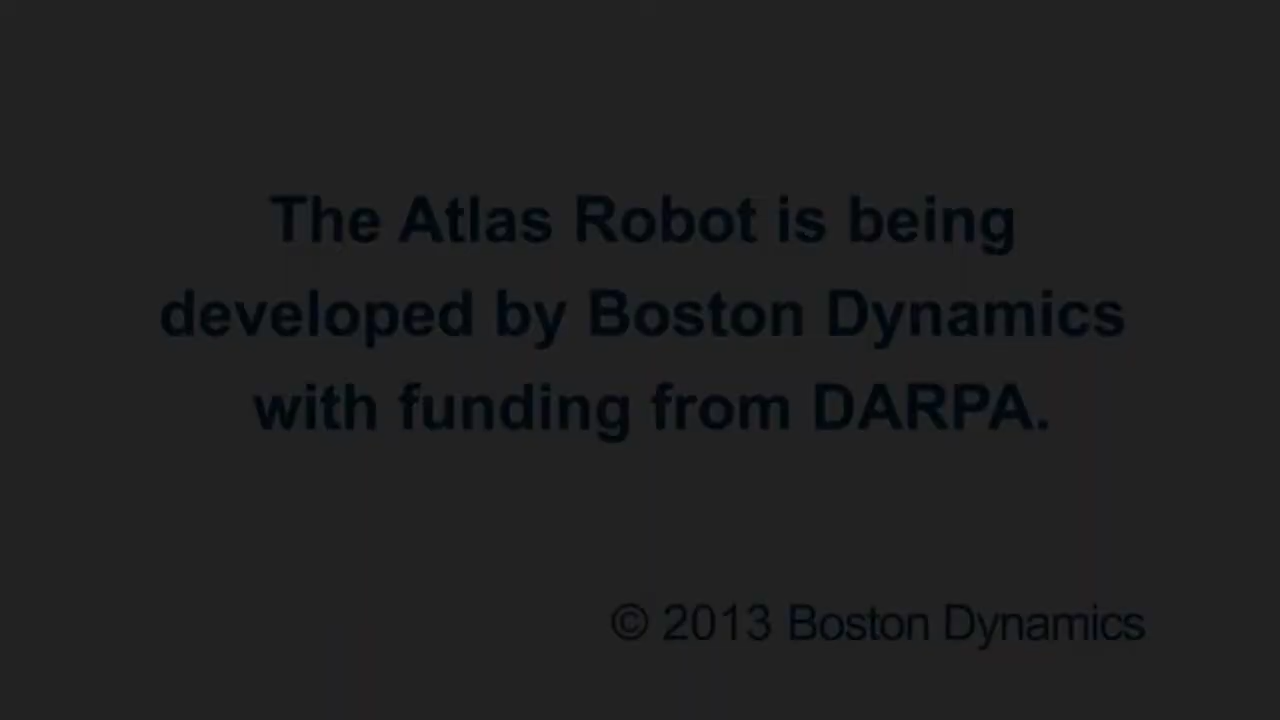 The Atlas Robot is being
developed by Boston Dynamics
with funding from DARPA.
© 2013 Boston Dynamics